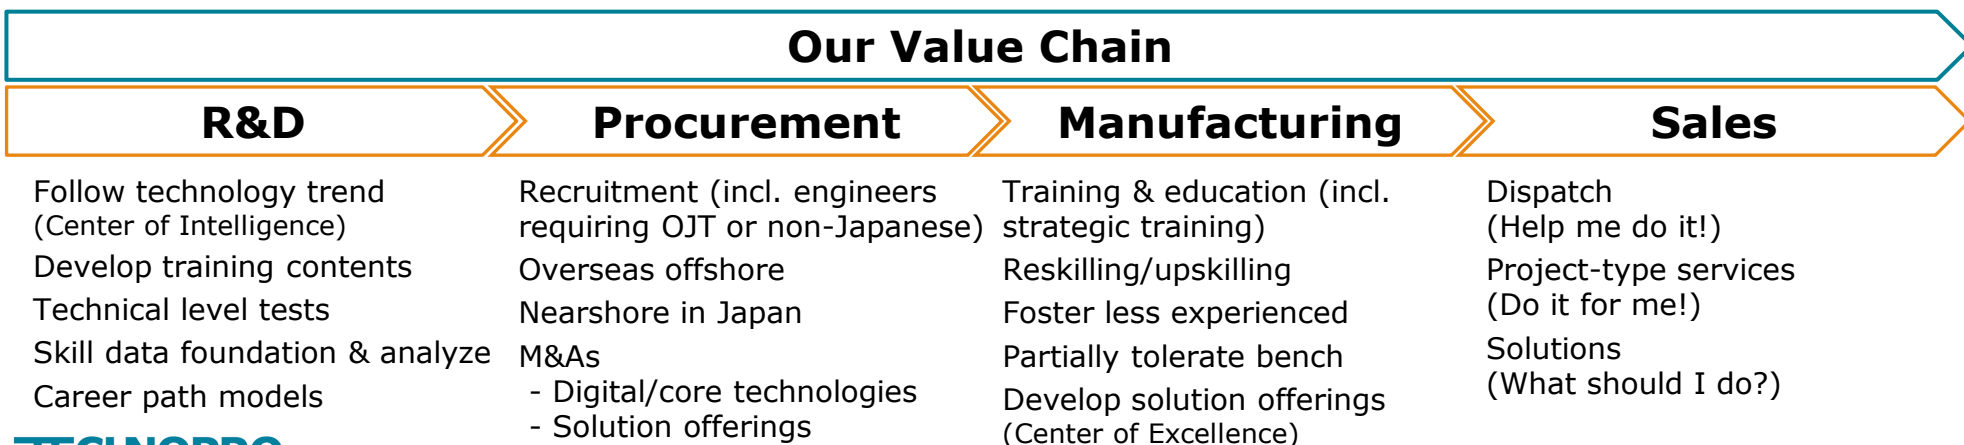 Our Value Chain
R&D
Procurement
Manufacturing
Sales
Follow technology trend
(Center of Intelligence)
Develop training contents
Technical level tests
Skill data foundation & analyze
Career path models
Recruitment (incl. engineers
requiring OJT or non-Japanese)
Overseas offshore
Nearshore in Japan
M&As
- Digital/core technologies
- Solution offerings
Training & education (incl.
strategic training)
Reskilling/upskilling
Foster less experienced
Partially tolerate bench
Develop solution offerings
(Center of Excellence)
Dispatch
(Help me do it!)
Project-type services
(Do it for me!)
Solutions
(What should I do?)